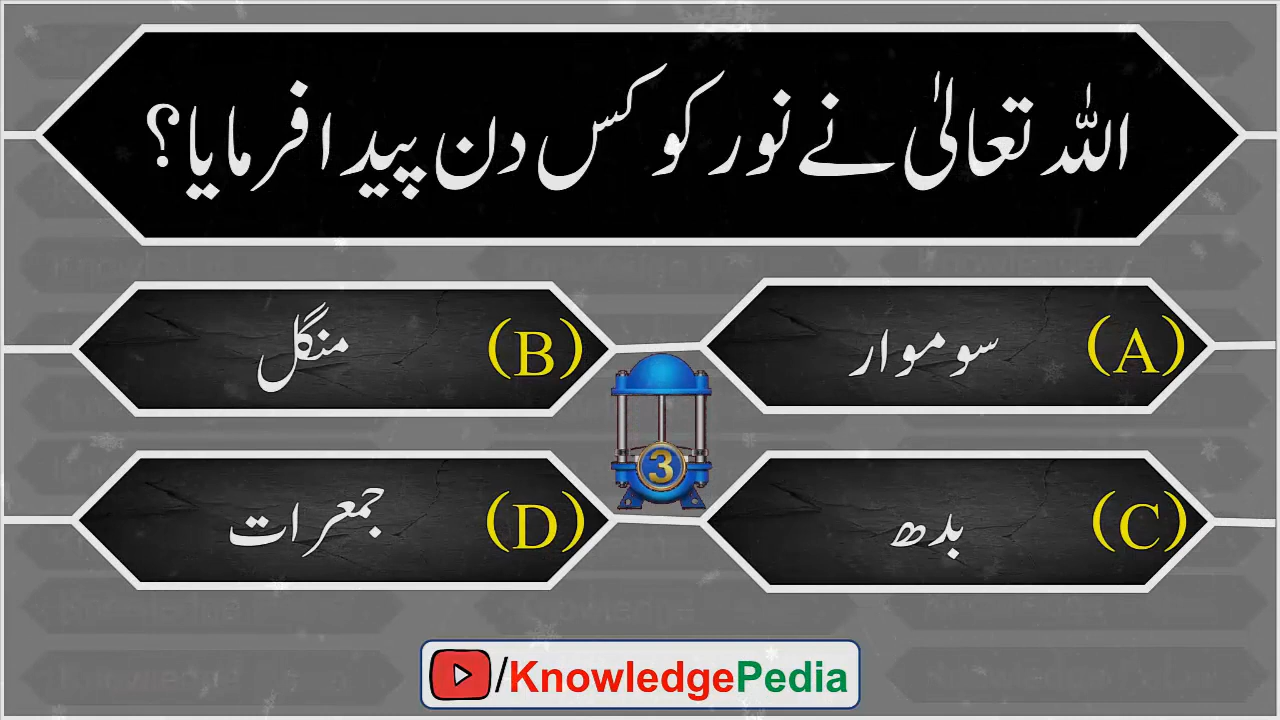 اللہ تعالیٰ نے نور کو کس دن پیدا فرمایا؟
(A) سوموار
(B) منگل
(C) بدھ
(D) جمعرات
3
/KnowledgePedia